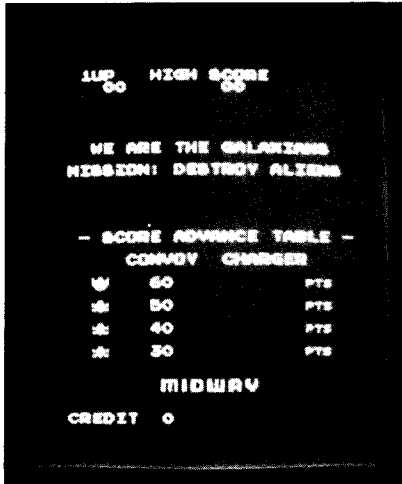 1UP HIGH SCORE
00 00
WE ARE THE GALAXIANS
MISSION: DESTROY ALIENS
- SCORE ADVANCE TABLE -
CONVOY CHARGER
60 PTS
50 PTS
40 PTS
30 PTS
MIDWAY
CREDIT 0